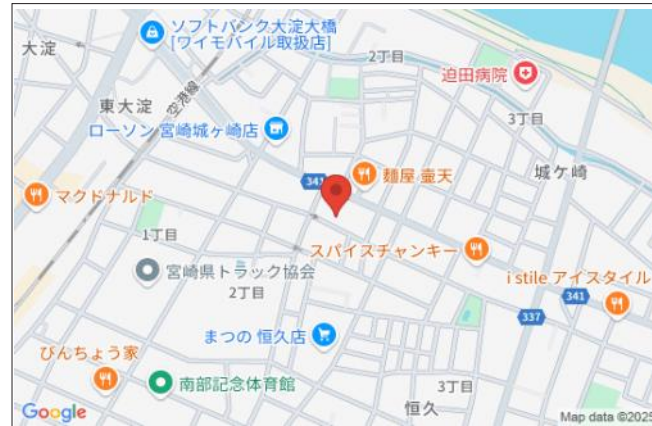 ソフトバンク大淀大橋
[ワイモバイル取扱店]
大淀
2丁目
迫田病院
空港線
東大淀
3丁目
ローソン 宮崎城ヶ崎店
城ケ崎
341
麺屋 壷天
マクドナルド
1丁目
スパイスチャンキー
宮崎県トラック協会
i stile アイスタイル
2丁目
341
337
まつの 恒久店
びんちょう家
南部記念体育館
3丁目
恒久
Google
Map data ©2025